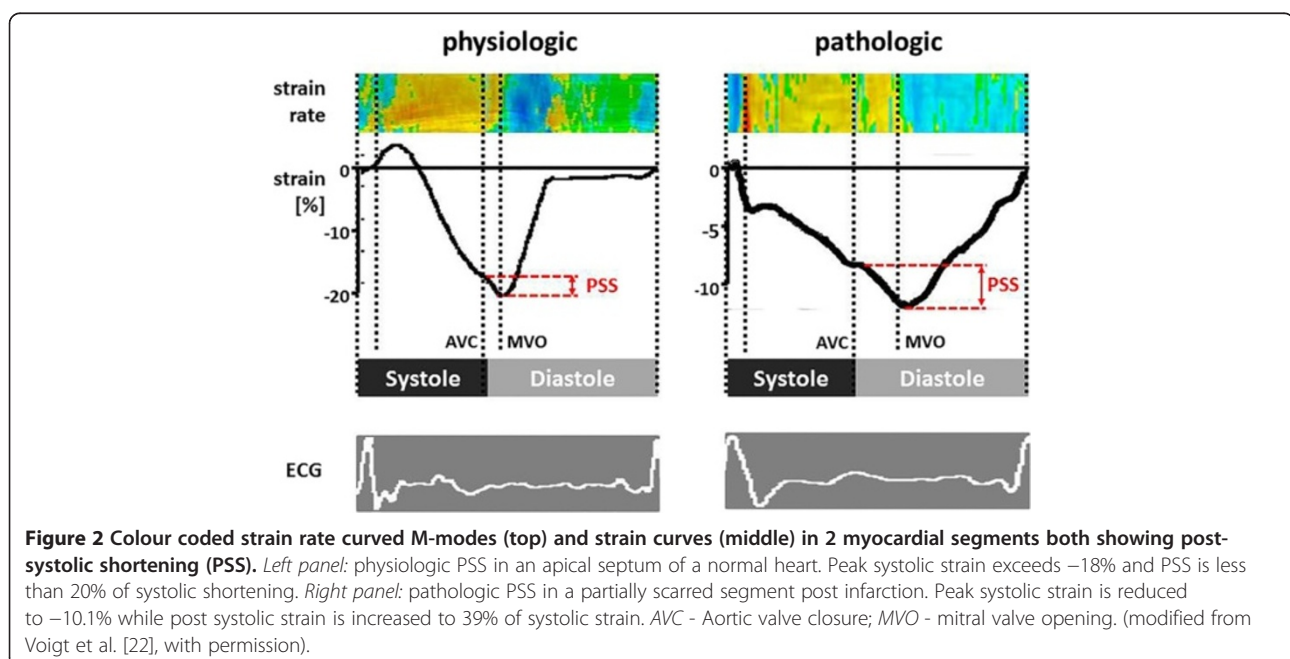 physiologic pathologic
strain
rate
0 0
strain
[%]
-10 -5
PSS PSS
-20 -10
AVC MVO AVC MVO
Systole Diastole Systole Diastole
ECG
Figure 2 Colour coded strain rate curved M-modes (top) and strain curves (middle) in 2 myocardial segments both showing post-
systolic shortening (PSS). Left panel: physiologic PSS in an apical septum of a normal heart. Peak systolic strain exceeds −18% and PSS is less
than 20% of systolic shortening. Right panel: pathologic PSS in a partially scarred segment post infarction. Peak systolic strain is reduced
to −10.1% while post systolic strain is increased to 39% of systolic strain. AVC - Aortic valve closure; MVO - mitral valve opening. (modified from
Voigt et al. [22], with permission).